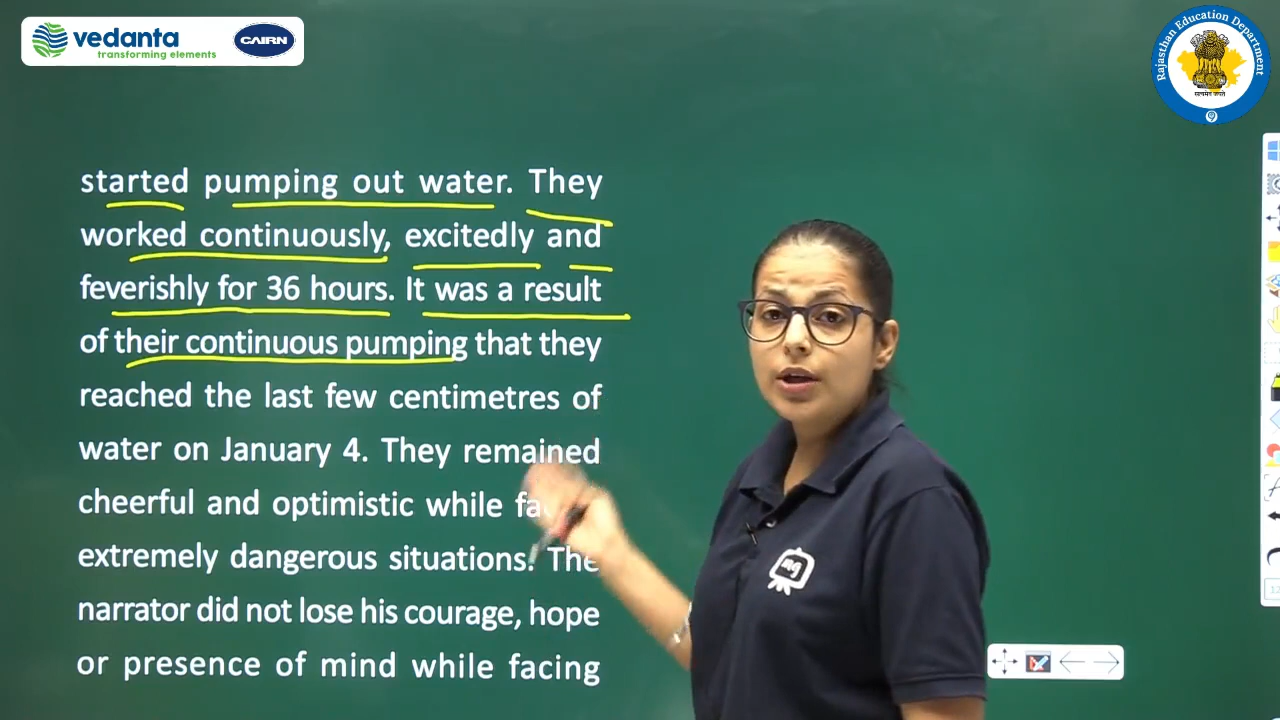 vedanta
transforming elements
CAIRN
Rajasthan Education Department
सत्यमेव जयते
started pumping out water. They
worked continuously, excitedly and
feverishly for 36 hours. It was a result
of their continuous pumping that they
reached the last few centimetres of
water on January 4. They remained
cheerful and optimistic while
extremely dangerous situations. The
narrator did not lose his courage, hope
or presence of mind while facing